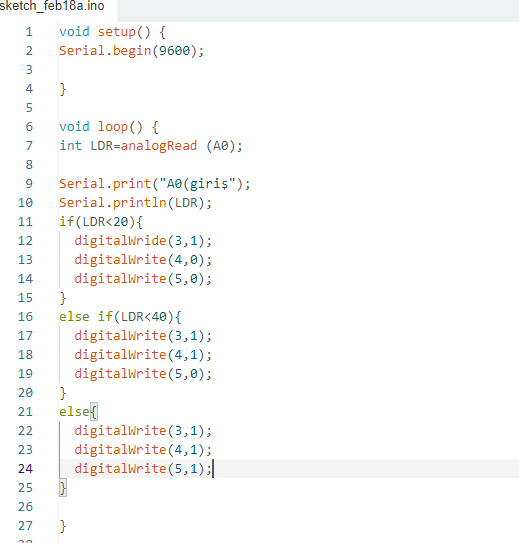 sketch_feb18a.ino
1 void setup() {
2 Serial.begin(9600);
3
4 }
5
6 void loop() {
7 int LDR=analogRead (A0);
8
9 Serial.print("A0(giriş");
10 Serial.println(LDR);
11 if(LDR<20){
12 digitalWride(3,1);
13 digitalWrite(4,0);
14 digitalWrite(5,0);
15 }
16 else if(LDR<40){
17 digitalWrite(3,1);
18 digitalWrite(4,1);
19 digitalWrite(5,0);
20 }
21 else{
22 digitalWrite(3,1);
23 digitalWrite(4,1);
24 digitalWrite(5,1);
25 }
26
27 }